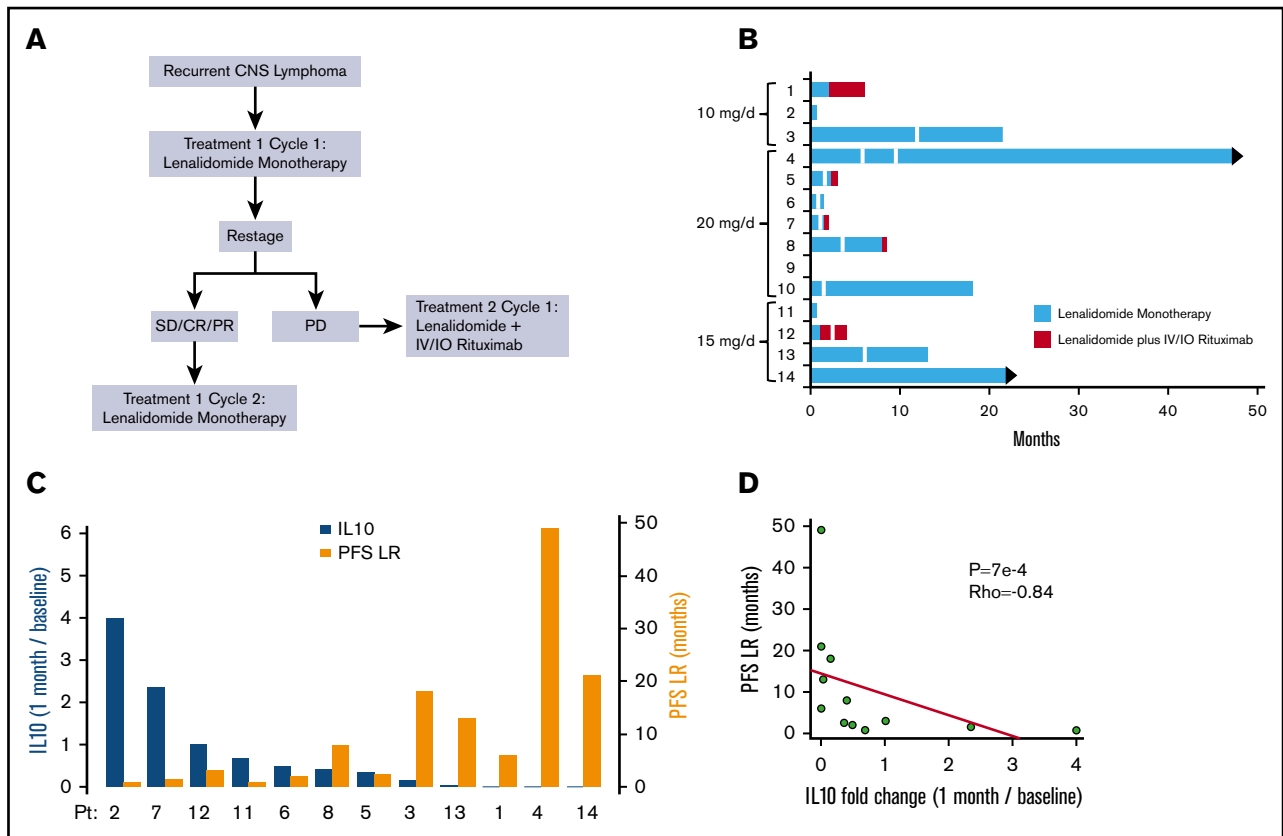 A
Recurrent CNS Lymphoma
Treatment 1 Cycle 1:
Lenalidomide Monotherapy
Restage
SD/CR/PR
PD
Treatment 2 Cycle 1:
Lenalidomide +
IV/IO Rituximab
Treatment 1 Cycle 2:
Lenalidomide Monotherapy
B
10 mg/d
20 mg/d
15 mg/d
1
2
3
4
5
6
7
8
9
10
11
12
13
14
Lenalidomide Monotherapy
Lenalidomide plus IV/IO Rituximab
0 10 20 30 40 50
Months
C
IL10 (1 month / baseline)
6
5
4
3
2
1
0
IL10
PFS LR
50
40
30
20
10
0
PFS LR (months)
Pt: 2 7 12 11 6 8 5 3 13 1 4 14
D
PFS LR (months)
50
40
30
20
10
0
P=7e-4
Rho=-0.84
0 1 2 3 4
IL10 fold change (1 month / baseline)